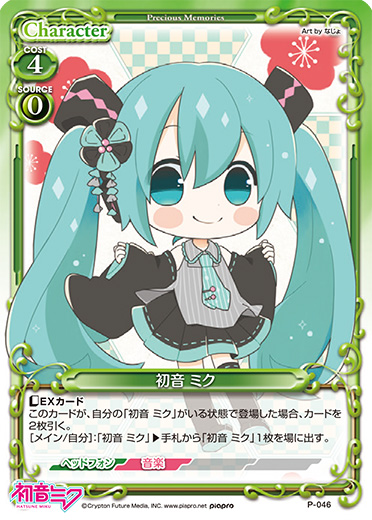 Precious Memories
Character
Art by なじょ
COST
4
SOURCE
0
初音 ミク
EXカード
このカードが、自分の「初音 ミク」がいる状態で登場した場合、カードを
2枚引く。
[メイン/自分]:「初音 ミク」▶手札から「初音 ミク」1枚を場に出す。
ヘッドフォン
音楽
初音ミク
HATSUNE MIKU
©Crypton Future Media, INC. www.piapro.net piapro
P-046